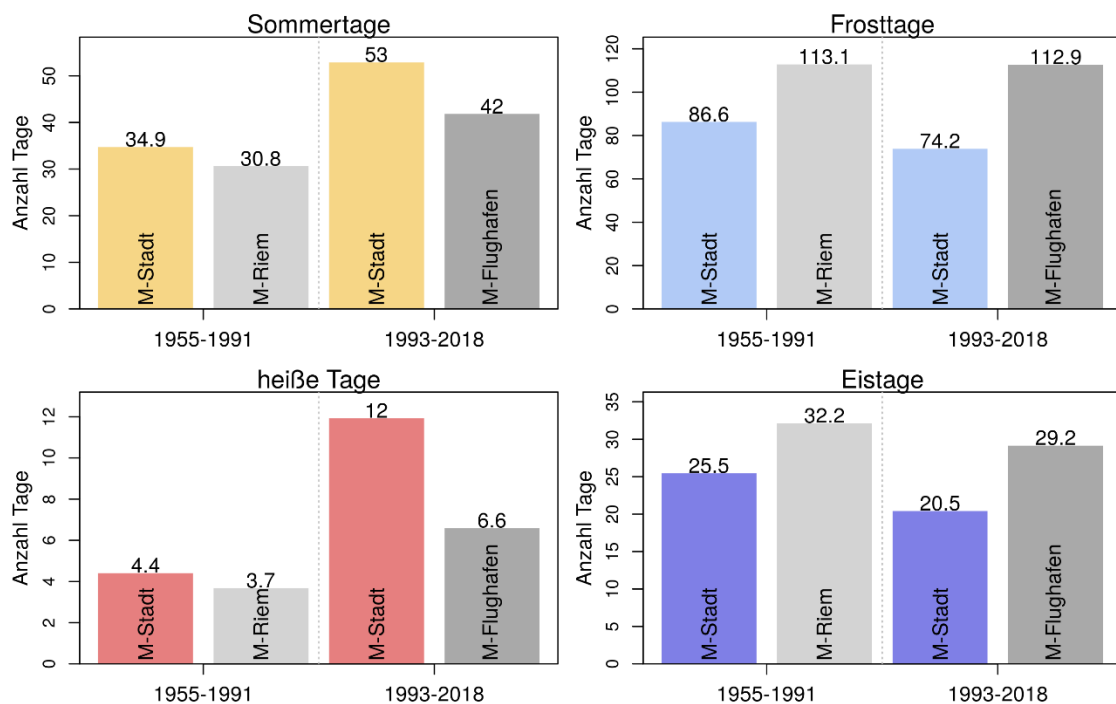 Sommertage
Anzahl Tage
0
10
20
30
40
50
34.9
30.8
53
42
M-Stadt
M-Riem
M-Stadt
M-Flughafen
1955-1991
1993-2018
Frosttage
Anzahl Tage
0
20
40
60
80
100
120
86.6
113.1
74.2
112.9
M-Stadt
M-Riem
M-Stadt
M-Flughafen
1955-1991
1993-2018
heiße Tage
Anzahl Tage
0
2
4
6
8
10
12
4.4
3.7
12
6.6
M-Stadt
M-Riem
M-Stadt
M-Flughafen
1955-1991
1993-2018
Eistage
Anzahl Tage
0
5
10
15
20
25
30
35
25.5
32.2
20.5
29.2
M-Stadt
M-Riem
M-Stadt
M-Flughafen
1955-1991
1993-2018